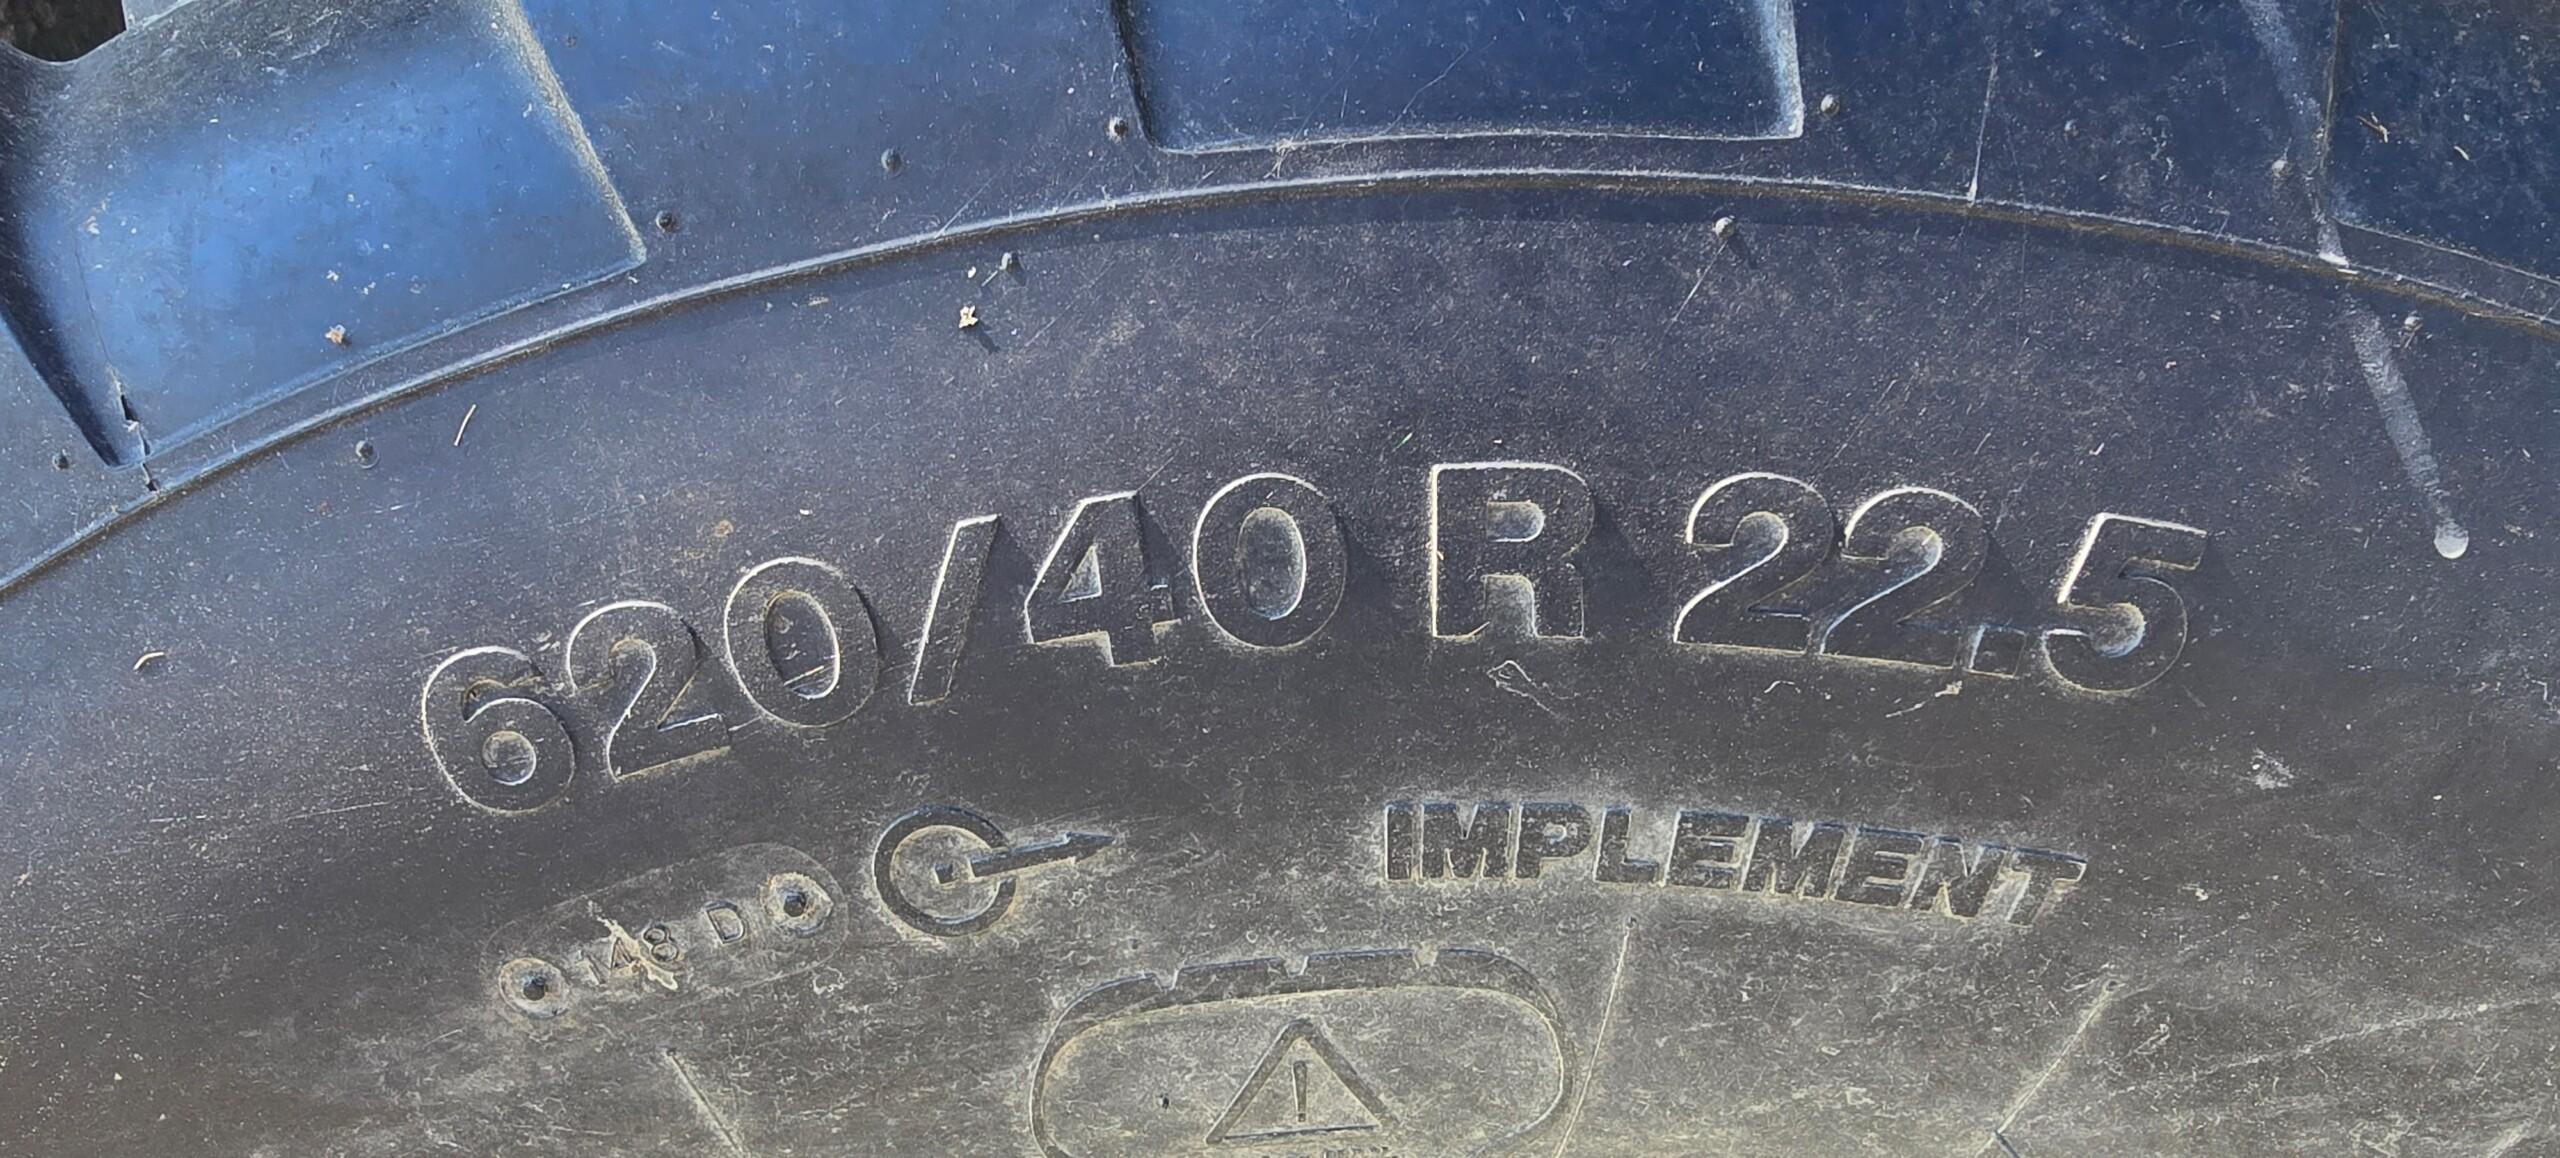 620/40 R 22.5
148 D
IMPLEMENT